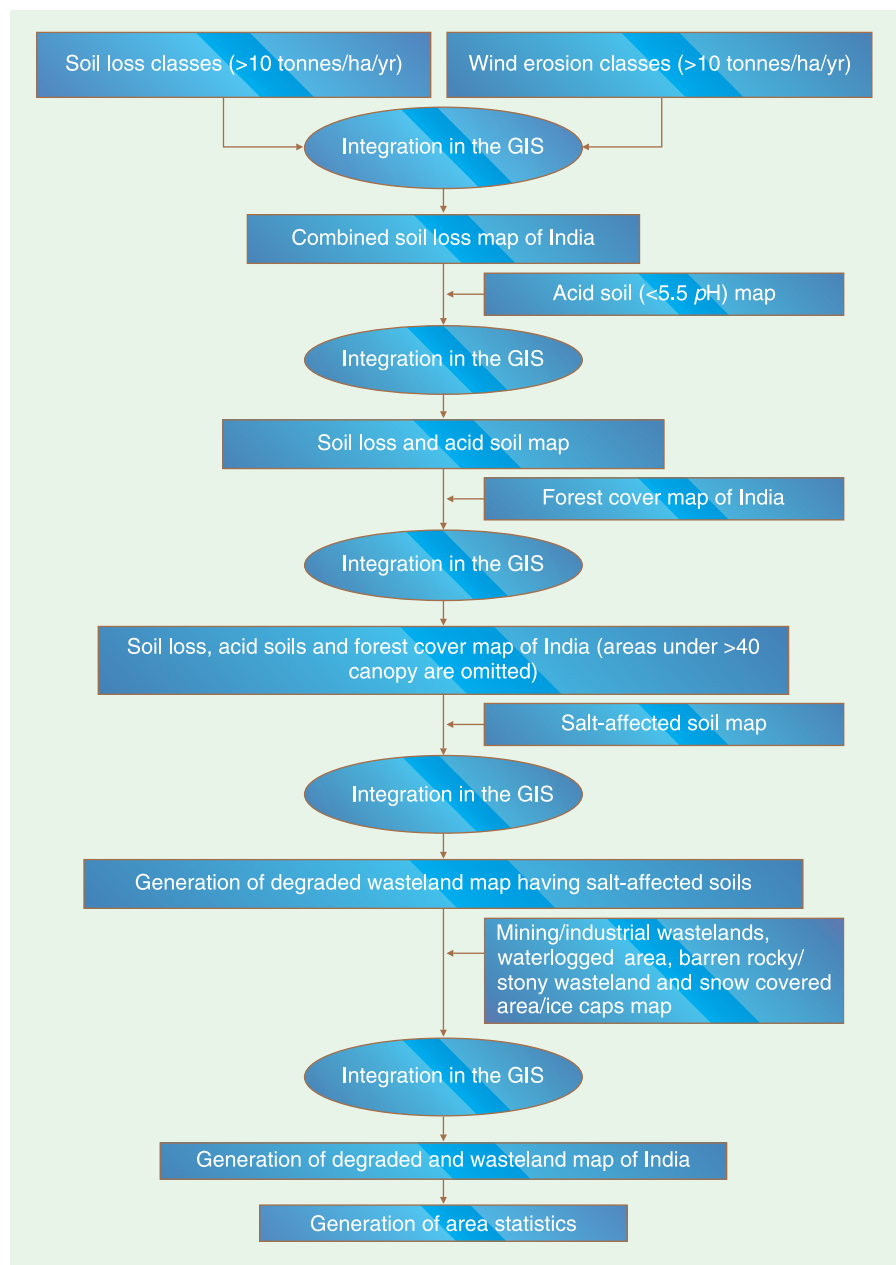 Soil loss classes (>10 tonnes/ha/yr)
Wind erosion classes (>10 tonnes/ha/yr)
Integration in the GIS
Combined soil loss map of India
Acid soil (<5.5 pH) map
Integration in the GIS
Soil loss and acid soil map
Forest cover map of India
Integration in the GIS
Soil loss, acid soils and forest cover map of India (areas under >40
canopy are omitted)
Salt-affected soil map
Integration in the GIS
Generation of degraded wasteland map having salt-affected soils
Mining/industrial wastelands,
waterlogged area, barren rocky/
stony wasteland and snow covered
area/ice caps map
Integration in the GIS
Generation of degraded and wasteland map of India
Generation of area statistics